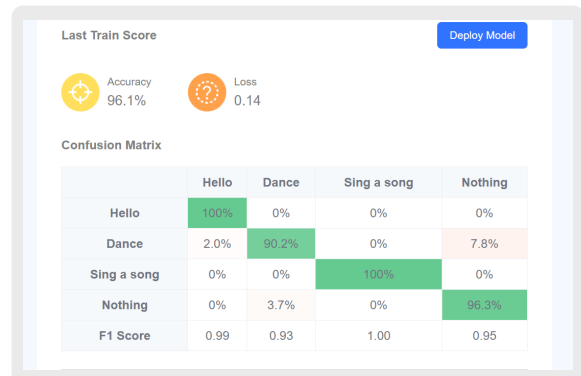 Last Train Score
Deploy Model
Accuracy
96.1%
Loss
0.14
Confusion Matrix
Hello Dance Sing a song Nothing
Hello 100% 0% 0% 0%
Dance 2.0% 90.2% 0% 7.8%
Sing a song 0% 0% 100% 0%
Nothing 0% 3.7% 0% 96.3%
F1 Score 0.99 0.93 1.00 0.95